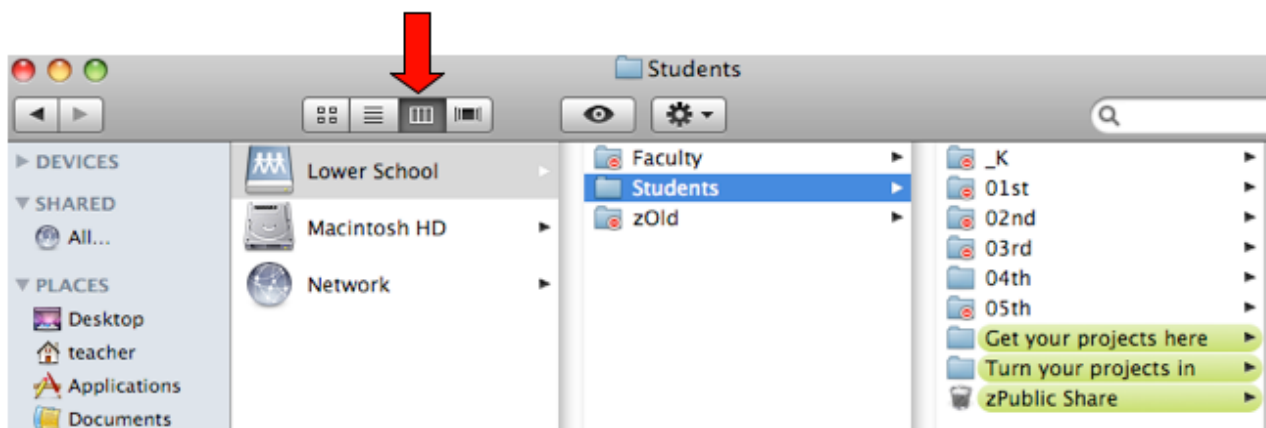 Students
DEVICES
SHARED
All...
PLACES
Desktop
teacher
Applications
Documents
Lower School
Macintosh HD
Network
Faculty
Students
zOld
_K
01st
02nd
03rd
04th
05th
Get your projects here
Turn your projects in
zPublic Share